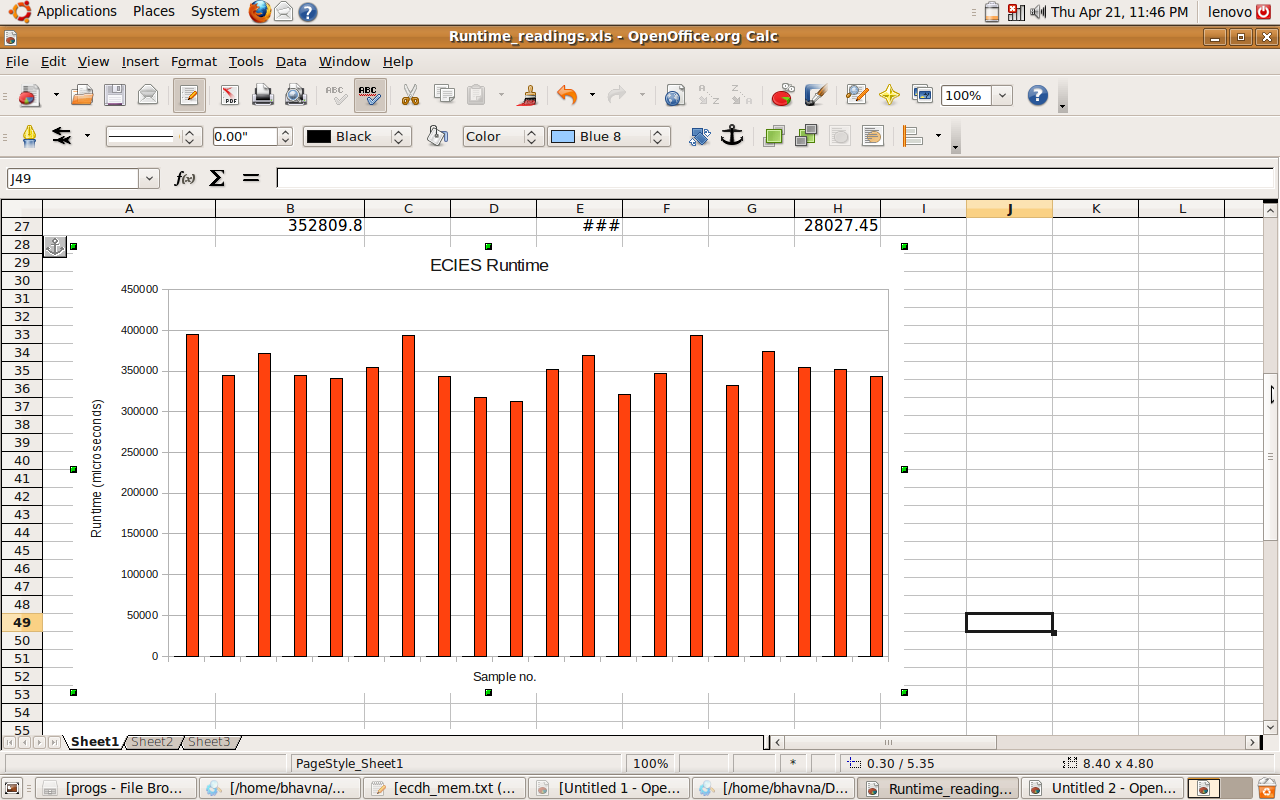 Applications Places System Thu Apr 21, 11:46 PM lenovo
Runtime_readings.xls - OpenOffice.org Calc
File Edit View Insert Format Tools Data Window Help
100%
0.00" Black Color Blue 8
J49 f(x) Σ =
A B C D E F G H I J K L
27 352809.8 ### 28027.45
28
29 ECIES Runtime
30
31 450000
32
33 400000
34
35 350000
36
37 300000
38
39 250000
40
41 200000
42
43 150000
44
45 100000
46
47 50000
48
49 0
50
51
52
53
54
55
Runtime (micro seconds)
Sample no.
Sheet1 Sheet2 Sheet3
PageStyle_Sheet1 100% * 0.30 / 5.35 8.40 x 4.80
[progs - File Bro... [/home/bhavna/... [ecdh_mem.txt (... [Untitled 1 - Ope... [/home/bhavna/D... Runtime_reading... Untitled 2 - Open...